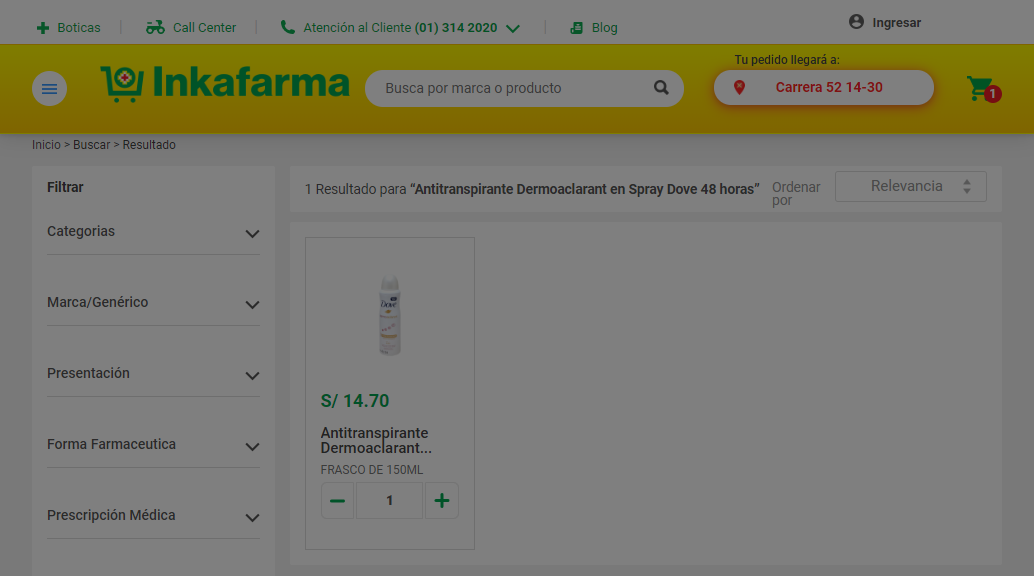 Boticas
Call Center
Atención al Cliente (01) 314 2020
Blog
Ingresar
Inkafarma
Busca por marca o producto
Tu pedido llegará a:
Carrera 52 14-30
1
Inicio > Buscar > Resultado
Filtrar
Categorias
Marca/Genérico
Presentación
Forma Farmaceutica
Prescripción Médica
1 Resultado para “Antitranspirante Dermoaclarant en Spray Dove 48 horas”
Ordenar
por
Relevancia
Dove
S/ 14.70
Antitranspirante
Dermoaclarant...
FRASCO DE 150ML
1